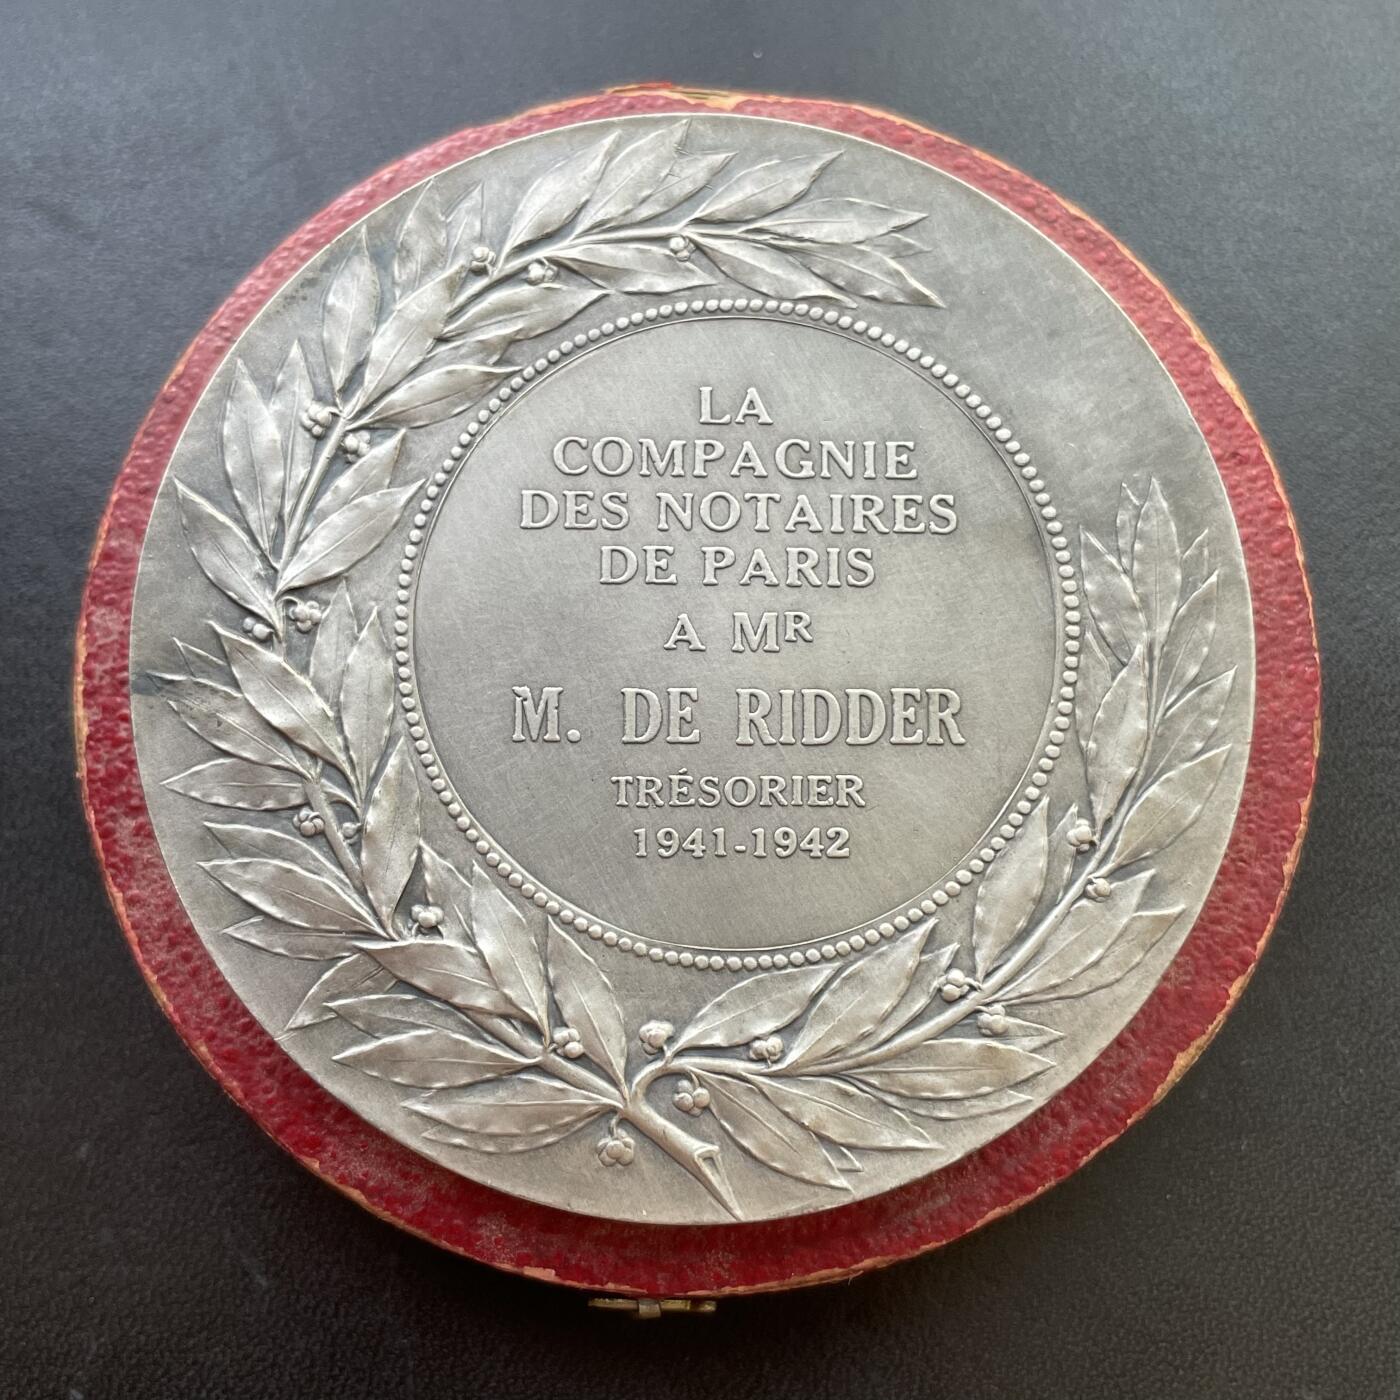 LA
COMPAGNIE
DES NOTAIRES
DE PARIS
A MR
M. DE RIDDER
TRÉSORIER
1941-1942